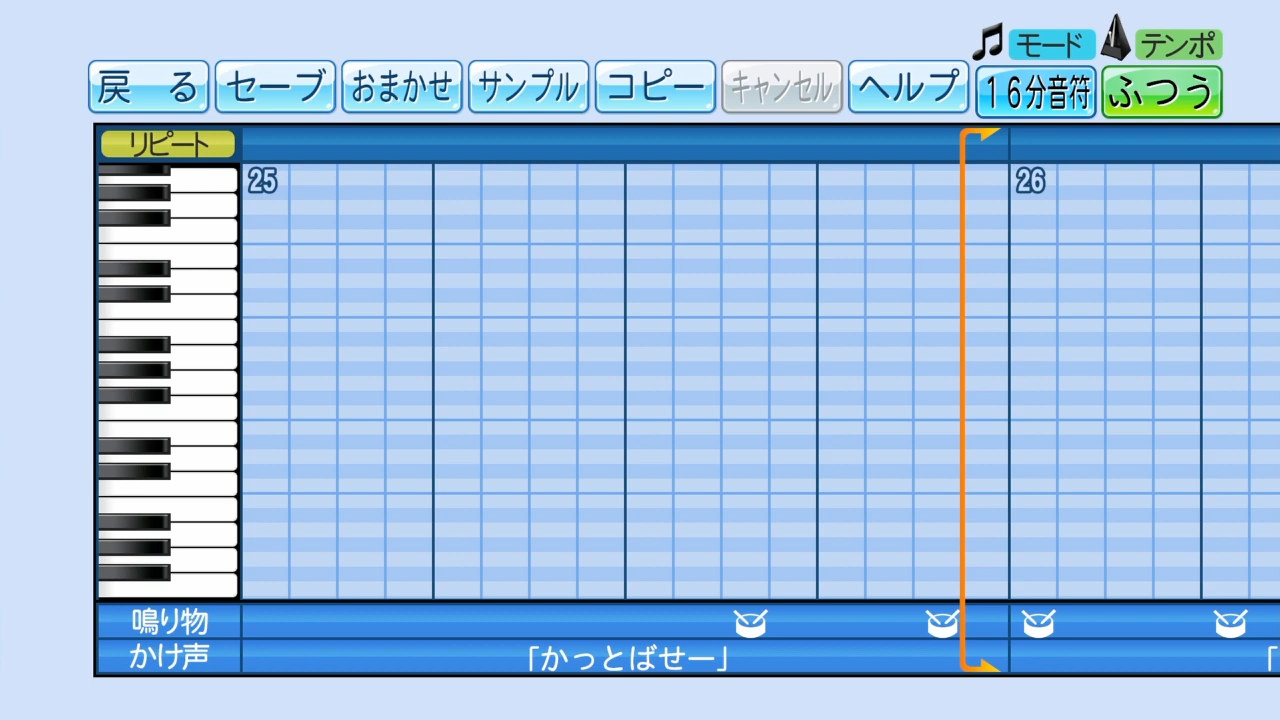 モード テンポ
戻 る セーブ おまかせ サンプル コピー キャンセル ヘルプ 16分音符 ふつう
リピート
25 26
鳴り物
かけ声 「かっとばせー」 「